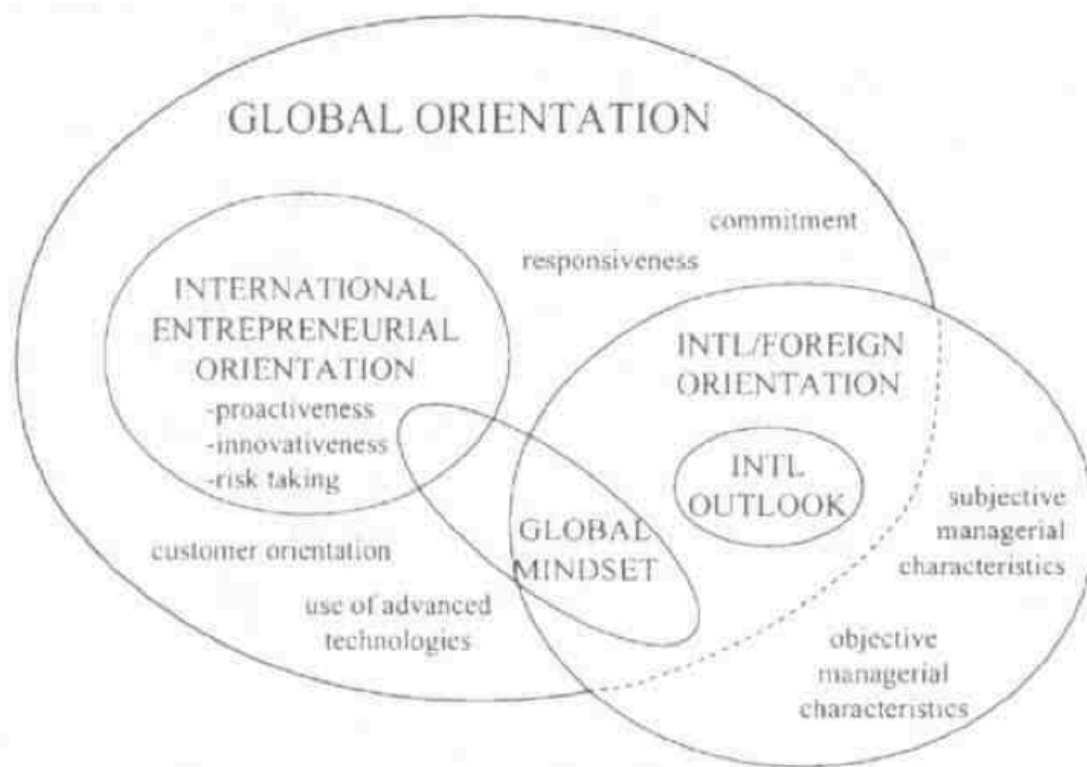 GLOBAL ORIENTATION
commitment
responsiveness
INTERNATIONAL
ENTREPRENEURIAL
ORIENTATION
-proactiveness
-innovativeness
-risk taking
INTL/FOREIGN
ORIENTATION
INTL
OUTLOOK
GLOBAL
MINDSET
customer orientation
use of advanced
technologies
subjective
managerial
characteristics
objective
managerial
characteristics